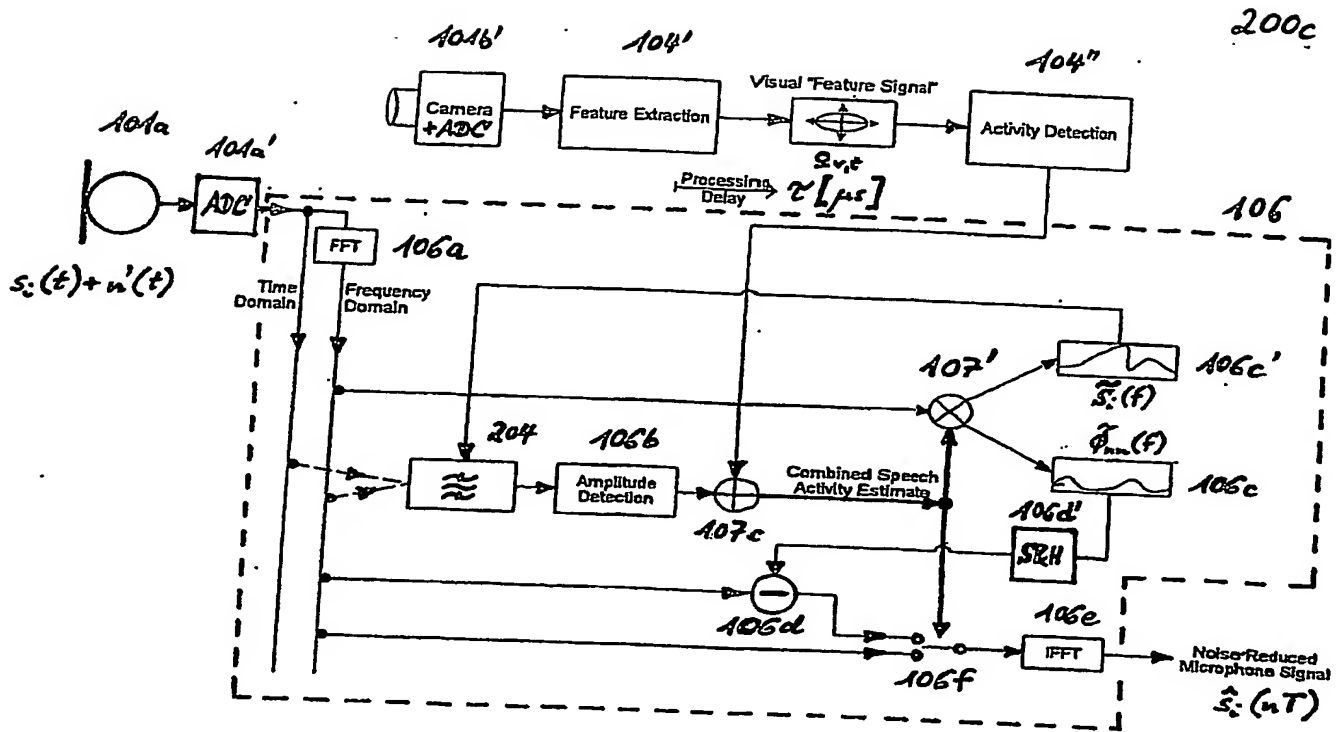 200c
101b'
104'
Visual "Feature Signal"
104"
Camera
+ADC
Feature Extraction
Activity Detection
101a
101a'
ADC
o̲v,t
Processing
Delay
τ [µs]
106
FFT
106a
s_i(t)+n'(t)
Time
Domain
Frequency
Domain
107'
106c'
s̃_i(f)
204
106b
Φ̃_nn(f)
Amplitude
Detection
Combined Speech
Activity Estimate
106c
107c
106d'
S&H
106d
106e
IFFT
Noise-Reduced
Microphone Signal
106f
ŝ_i(nT)